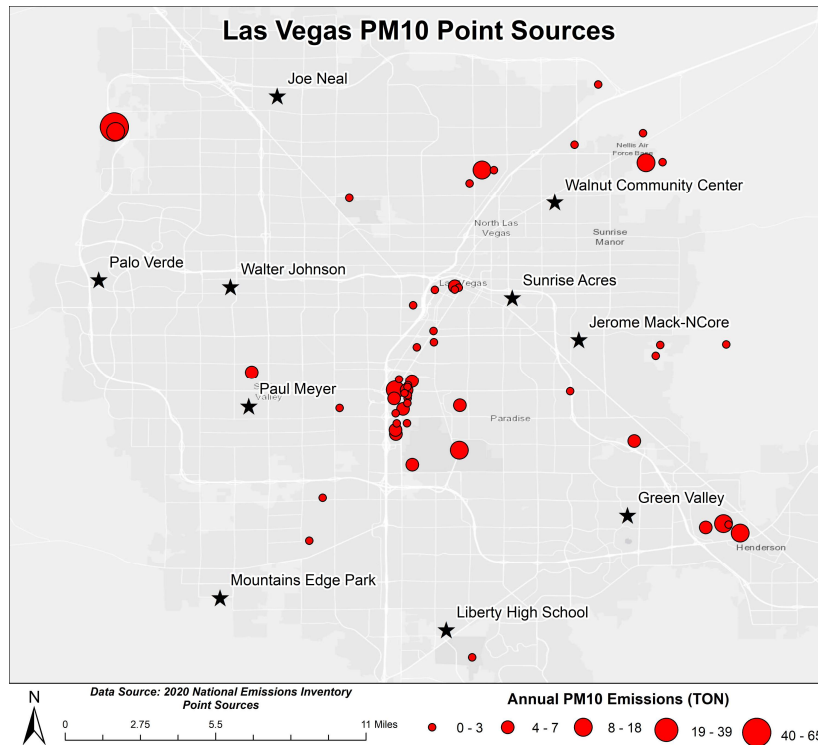 Las Vegas PM10 Point Sources
Joe Neal
Nellis Air
Force Base
Walnut Community Center
North Las
Vegas
Sunrise
Manor
Palo Verde
Walter Johnson
Las Vegas
Sunrise Acres
Jerome Mack-NCore
Valley
Paul Meyer
Paradise
Green Valley
Henderson
Mountains Edge Park
Liberty High School
N
Data Source: 2020 National Emissions Inventory
Point Sources
0 2.75 5.5 11 Miles
Annual PM10 Emissions (TON)
0 - 3 4 - 7 8 - 18 19 - 39 40 - 65